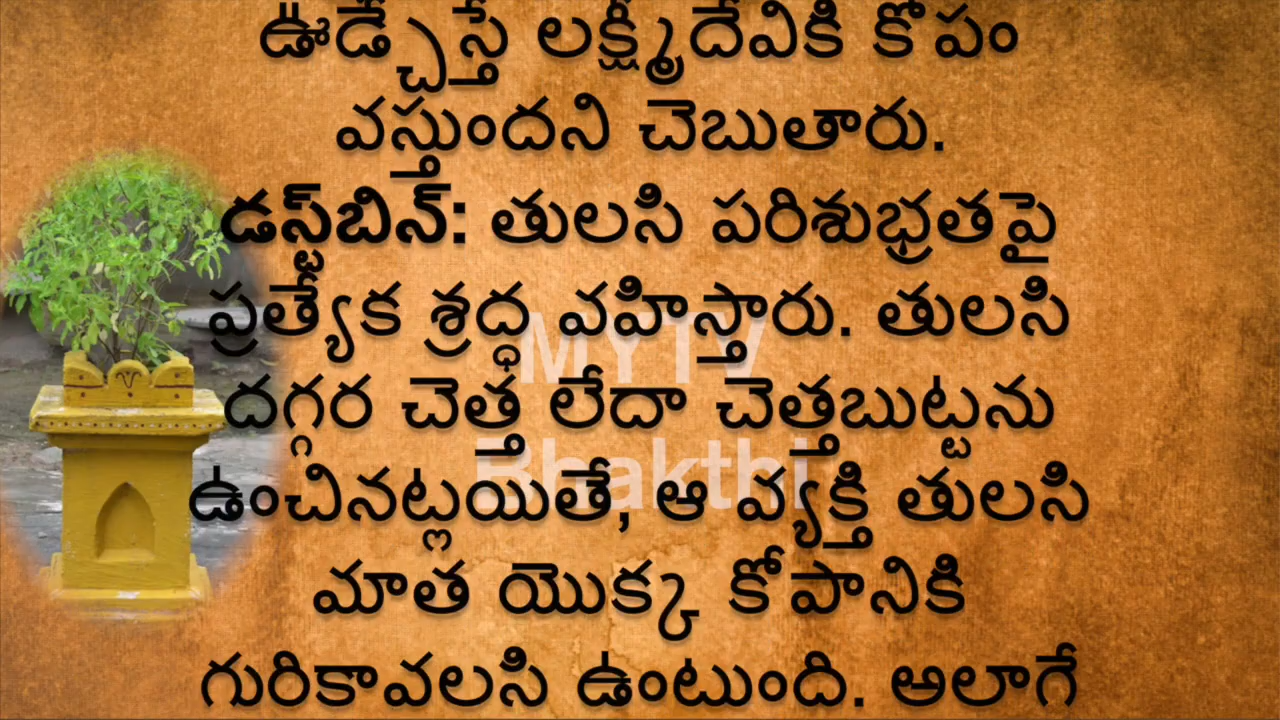 ఊడ్చేస్తే లక్ష్మీదేవికి కోపం
వస్తుందని చెబుతారు.
డస్ట్‌బిన్: తులసి పరిశుభ్రతపై
ప్రత్యేక శ్రద్ధ వహిస్తారు. తులసి
MYTV
దగ్గర చెత్త లేదా చెత్తబుట్టను
Bhakthi
ఉంచినట్లయితే, ఆ వ్యక్తి తులసి
మాత యొక్క కోపానికి
గురికావలసి ఉంటుంది. అలాగే